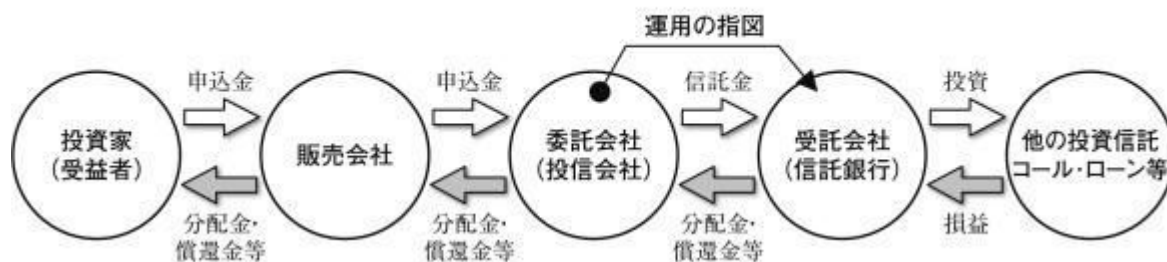 運用の指図
申込金
申込金
信託金
投資
投資家
(受益者)
販売会社
委託会社
(投信会社)
受託会社
(信託銀行)
他の投資信託
コール・ローン等
分配金・
償還金等
分配金・
償還金等
分配金・
償還金等
損益